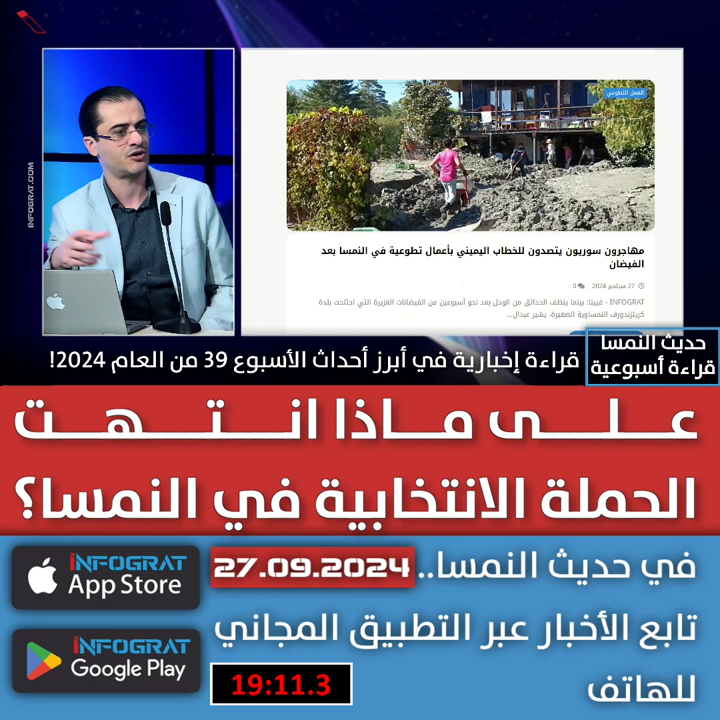 INFOGRAT.COM
الفعل التطوعي
مهاجرون سوريون يتصدون للخطاب اليميني بأعمال تطوعية في النمسا بعد
الفيضان
27 سبتمبر 2024 0
INFOGRAT - فيينا: بينما ينظف الحدائق من الوحل بعد نحو أسبوعين من الفيضانات الغزيرة التي اجتاحت بلدة
كريتزندورف النمساوية الصغيرة، يشير عبدال...
حديث النمسا
قراءة أسبوعية
قراءة إخبارية في أبرز أحداث الأسبوع 39 من العام 2024!
على ماذا انتهت
الحملة الانتخابية في النمسا؟
في حديث النمسا.. 27.09.2024
تابع الأخبار عبر التطبيق المجاني
للهاتف
INFOGRAT
App Store
INFOGRAT
Google Play
19:11.3